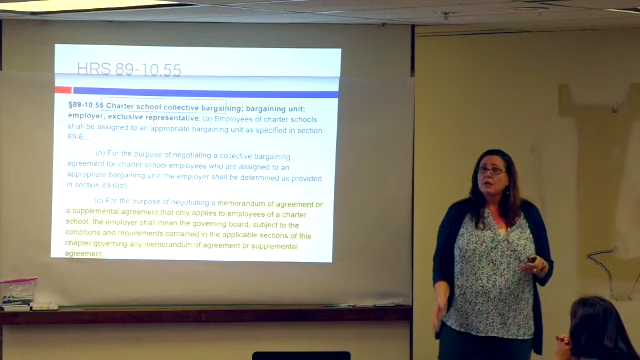 HRS 89-10.55
§89-10.55 Charter school collective bargaining; bargaining unit;
employer; exclusive representative. (a) Employees of charter schools
shall be assigned to an appropriate bargaining unit as specified in section
89-6;...
(b) For the purpose of negotiating a collective bargaining
agreement for charter school employees who are assigned to an
appropriate bargaining unit, the employer shall be determined as provided
in section 89-6(d)
(c) For the purpose of negotiating a memorandum of agreement or
a supplemental agreement that only applies to employees of a charter
school, the employer shall mean the governing board, subject to the
conditions and requirements contained in the applicable sections of this
chapter governing any memorandum of agreement or supplemental
agreement